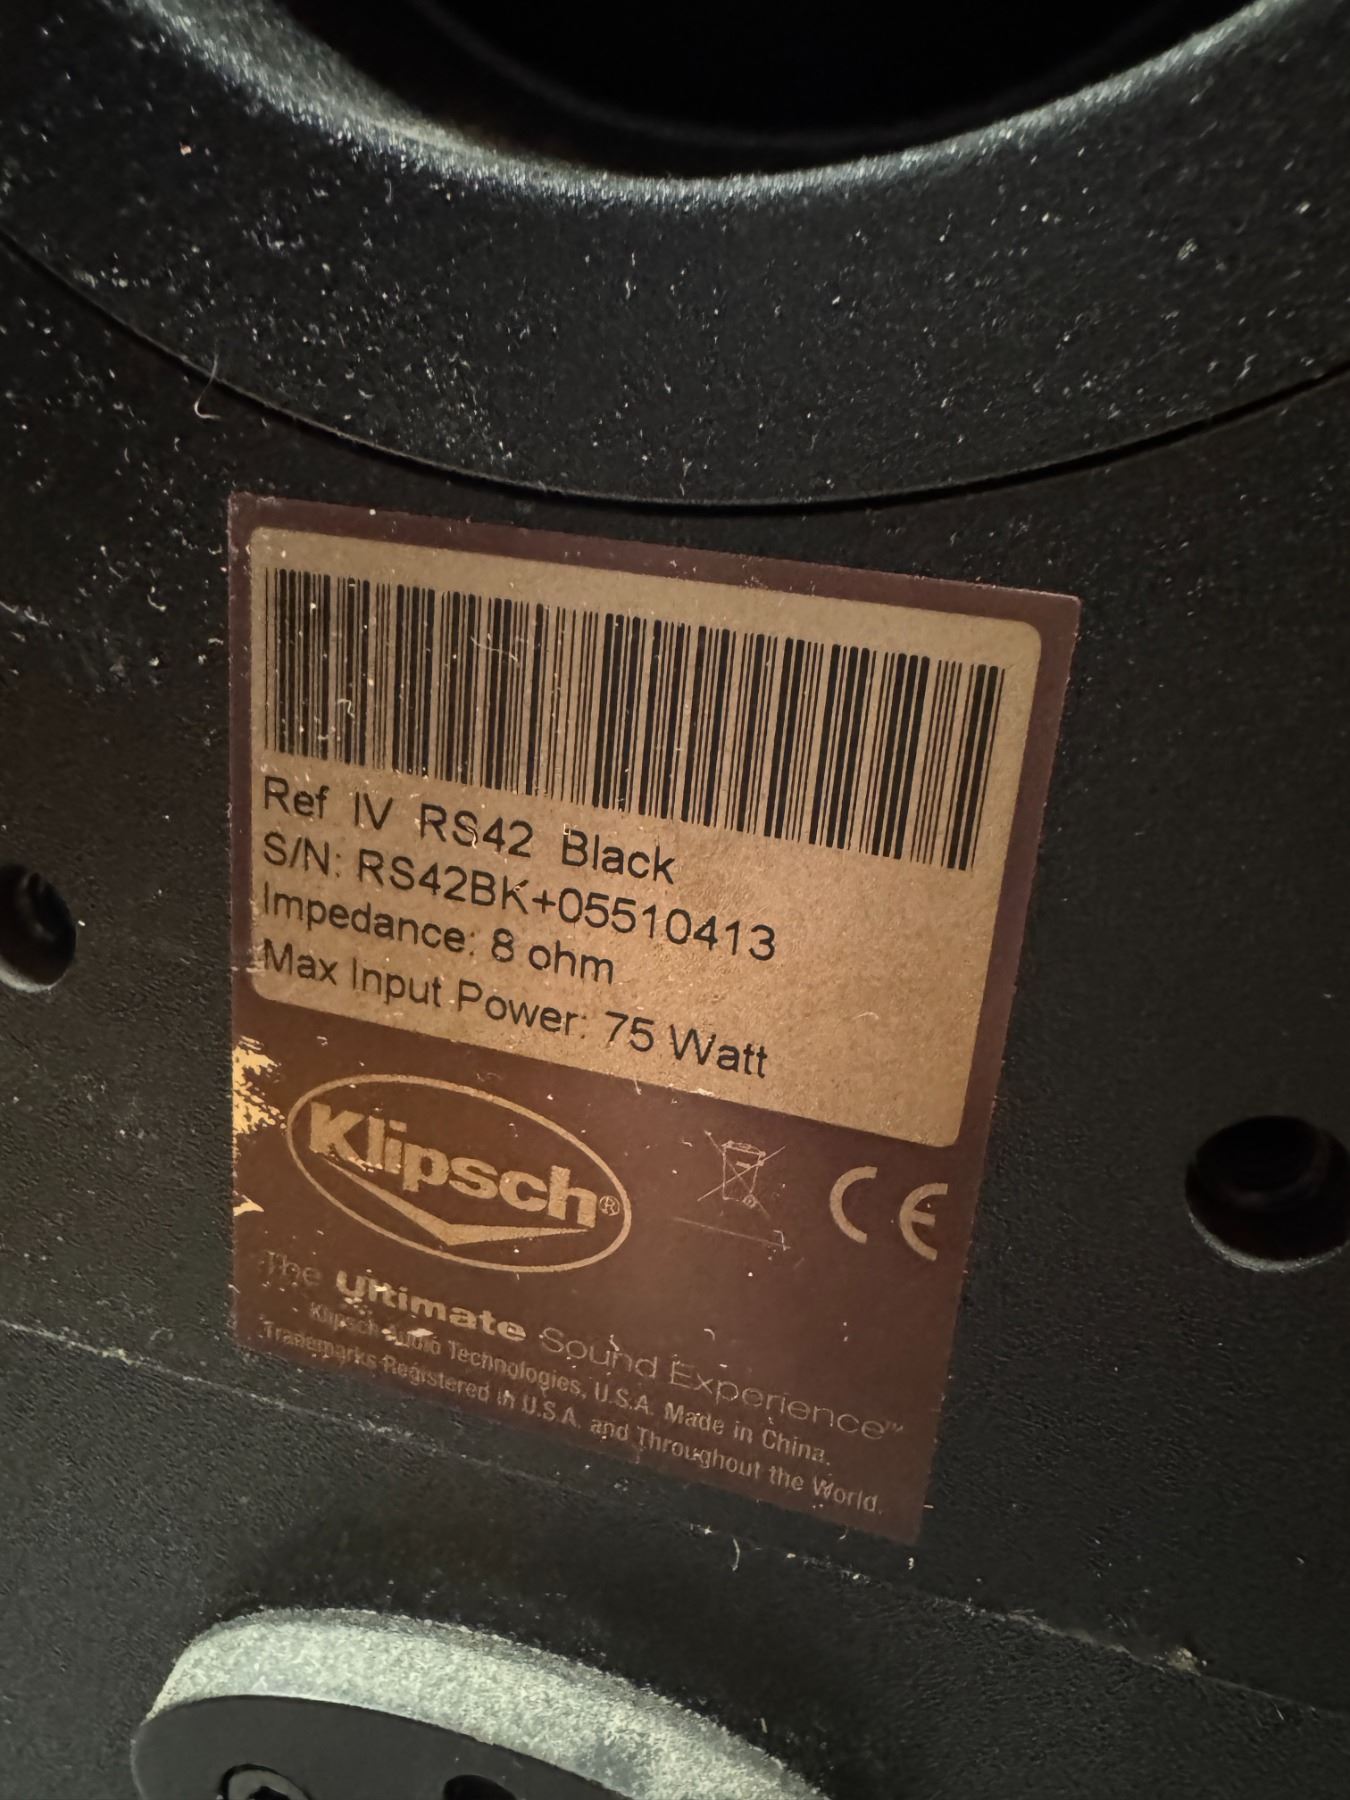 Ref IV RS42 Black
S/N: RS42BK+05510413
Impedance: 8 ohm
Max Input Power: 75 Watt
Klipsch®
CE
The Ultimate Sound Experience™
Klipsch Audio Technologies, U.S.A. Made in China.
Trademarks Registered in U.S.A. and Throughout the World.